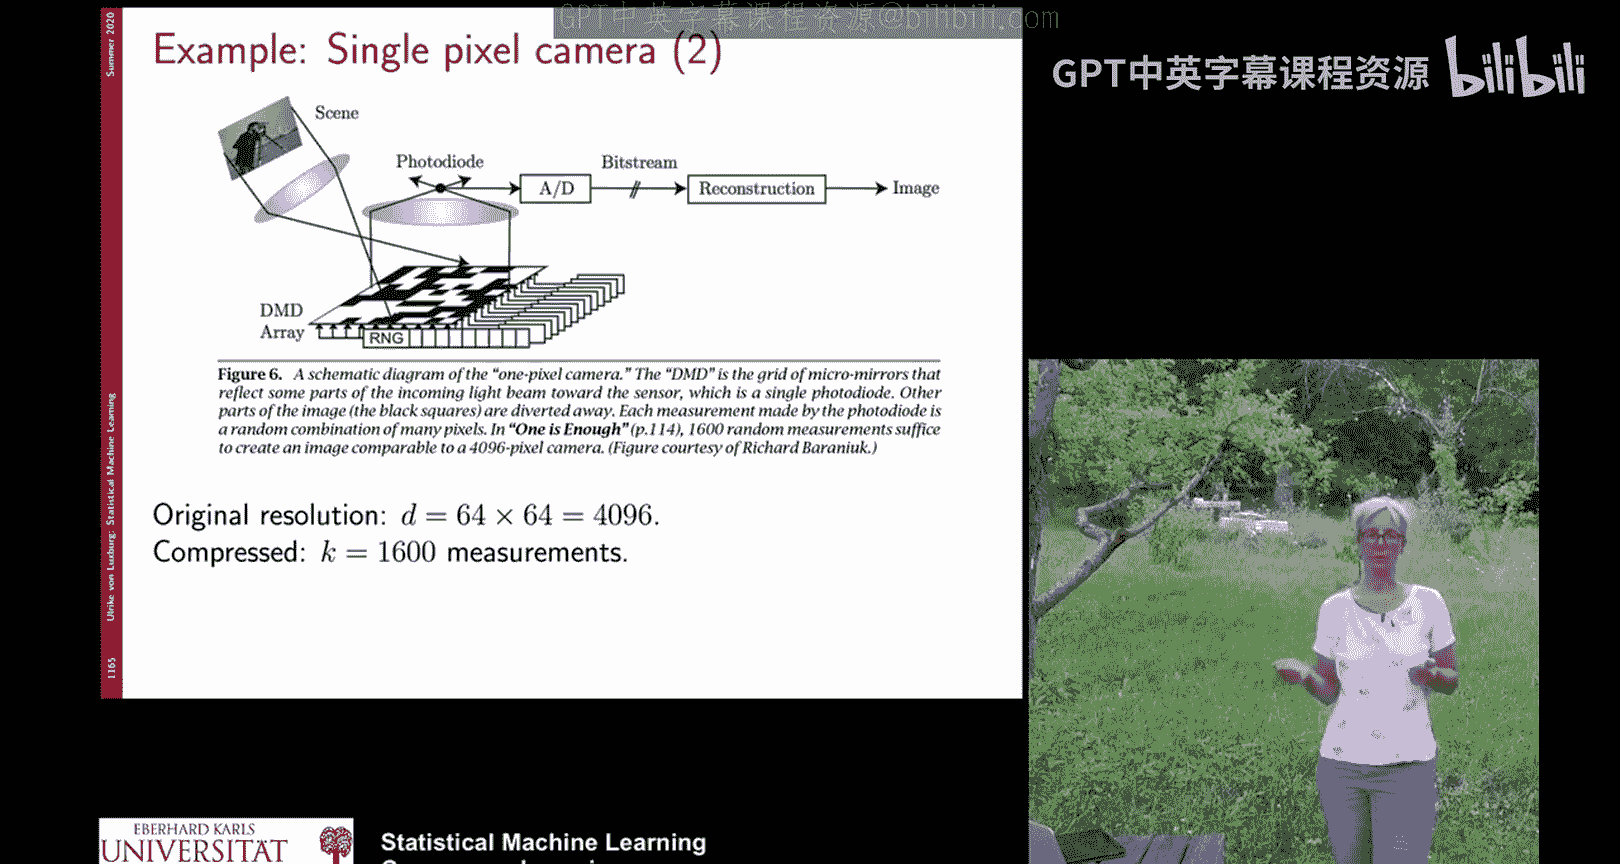 GPT中英字幕课程资源@bilibili.com
GPT中英字幕课程资源 bilibili
Summer 2020
Ulrike von Luxburg: Statistical Machine Learning
1165
Example: Single pixel camera (2)
Scene
Photodiode
A/D
Bitstream
Reconstruction
Image
DMD
Array
RNG
Figure 6. A schematic diagram of the “one-pixel camera.” The “DMD” is the grid of micro-mirrors that
reflect some parts of the incoming light beam toward the sensor, which is a single photodiode. Other
parts of the image (the black squares) are diverted away. Each measurement made by the photodiode is
a random combination of many pixels. In “One is Enough” (p.114), 1600 random measurements suffice
to create an image comparable to a 4096-pixel camera. (Figure courtesy of Richard Baraniuk.)
Original resolution: d = 64 × 64 = 4096.
Compressed: k = 1600 measurements.
EBERHARD KARLS
UNIVERSITÄT
Statistical Machine Learning